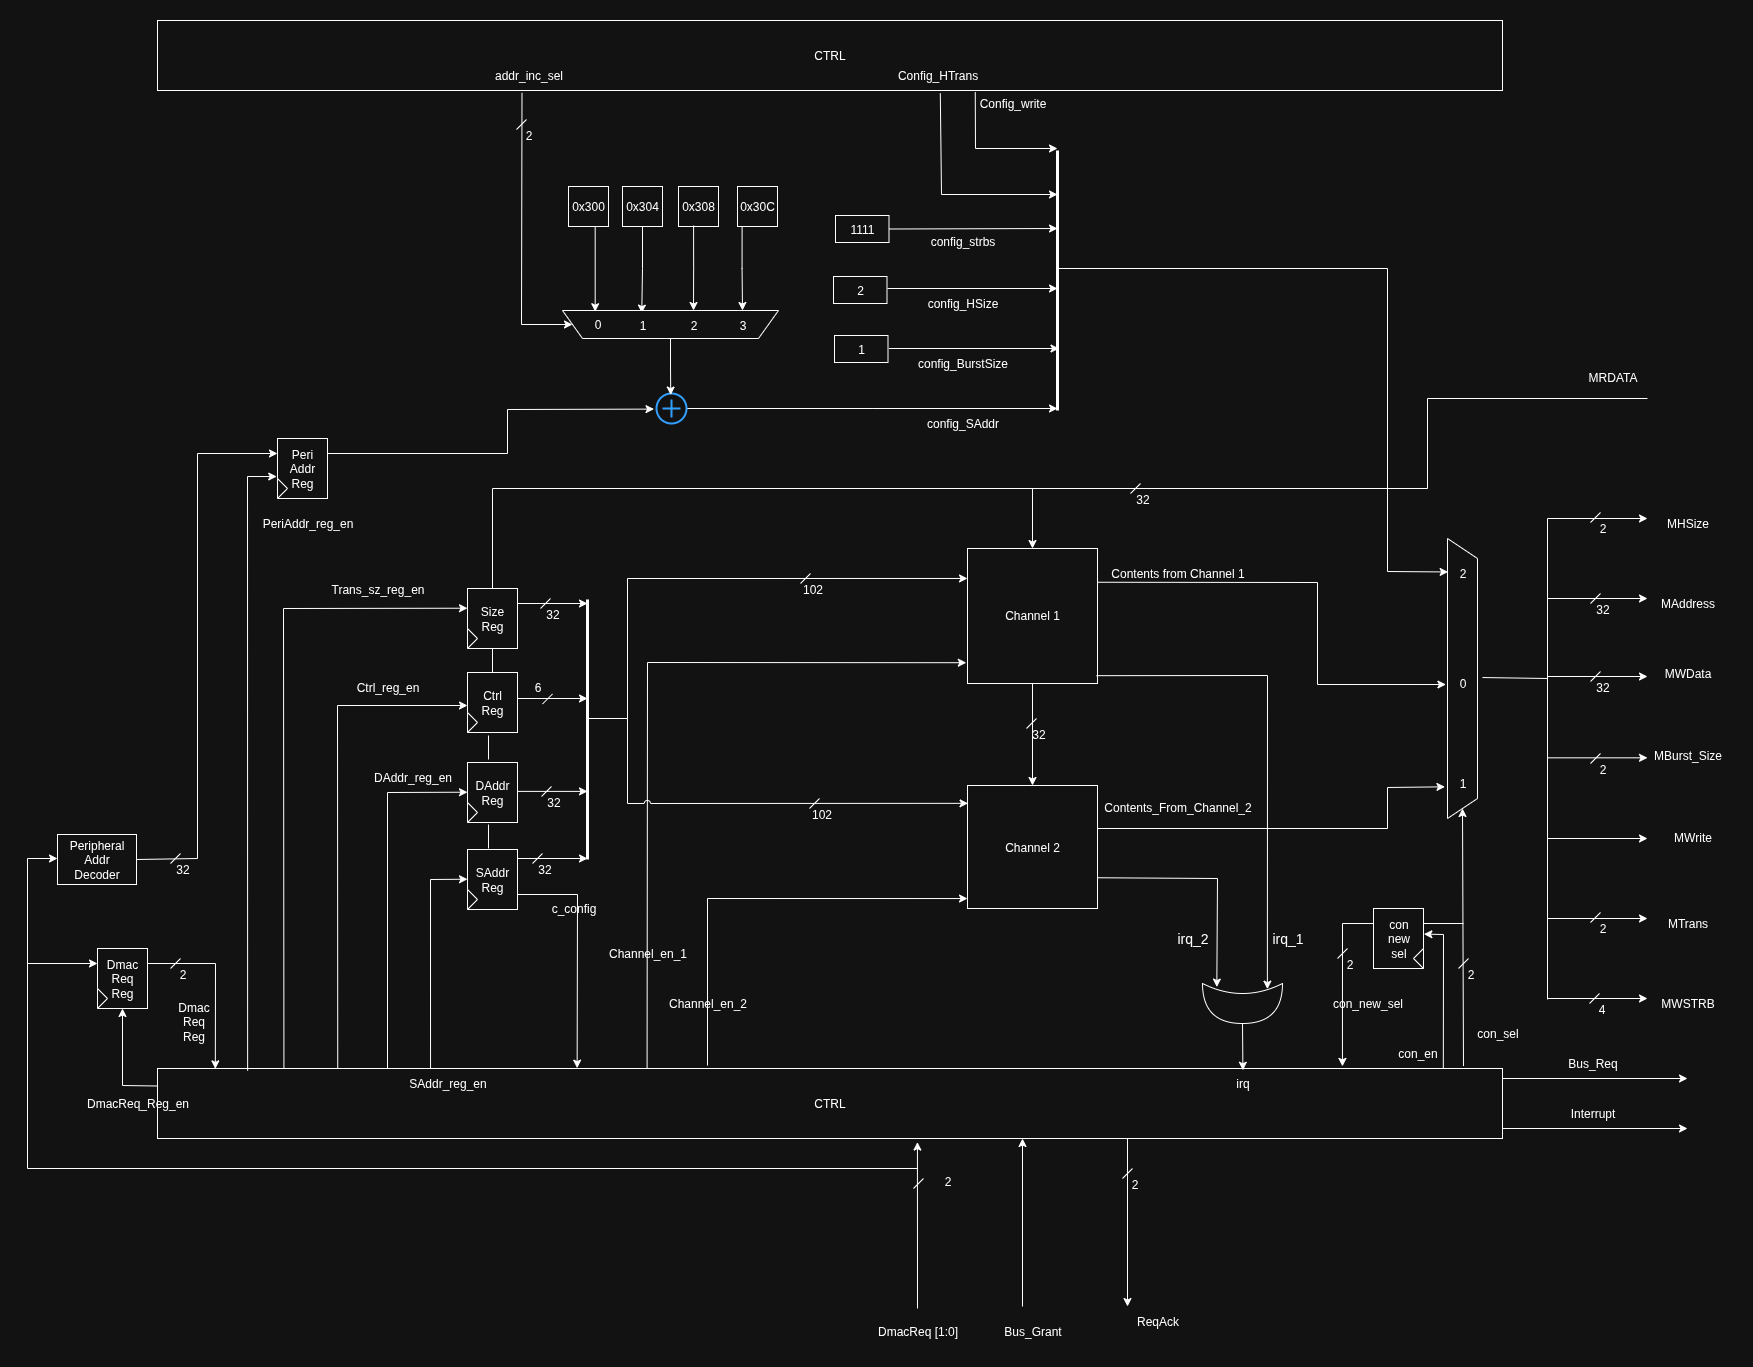 CTRL
addr_inc_sel
Config_HTrans
Config_write
2
0x300
0x304
0x308
0x30C
1111
config_strbs
2
config_HSize
0
1
2
3
1
config_BurstSize
MRDATA
config_SAddr
Peri
Addr
Reg
32
PeriAddr_reg_en
MHSize
2
Contents from Channel 1
2
Trans_sz_reg_en
102
32
MAddress
Size
Reg
32
Channel 1
MWData
32
Ctrl_reg_en
6
0
Ctrl
Reg
32
MBurst_Size
2
DAddr_reg_en
DAddr
Reg
32
1
102
Contents_From_Channel_2
MWrite
Peripheral
Addr
Decoder
32
Channel 2
SAddr
Reg
32
c_config
MTrans
2
con
new
sel
irq_2
irq_1
Channel_en_1
Dmac
Req
Reg
2
2
2
Channel_en_2
con_new_sel
MWSTRB
4
Dmac
Req
Reg
con_sel
con_en
Bus_Req
SAddr_reg_en
irq
DmacReq_Reg_en
CTRL
Interrupt
2
2
DmacReq [1:0]
Bus_Grant
ReqAck